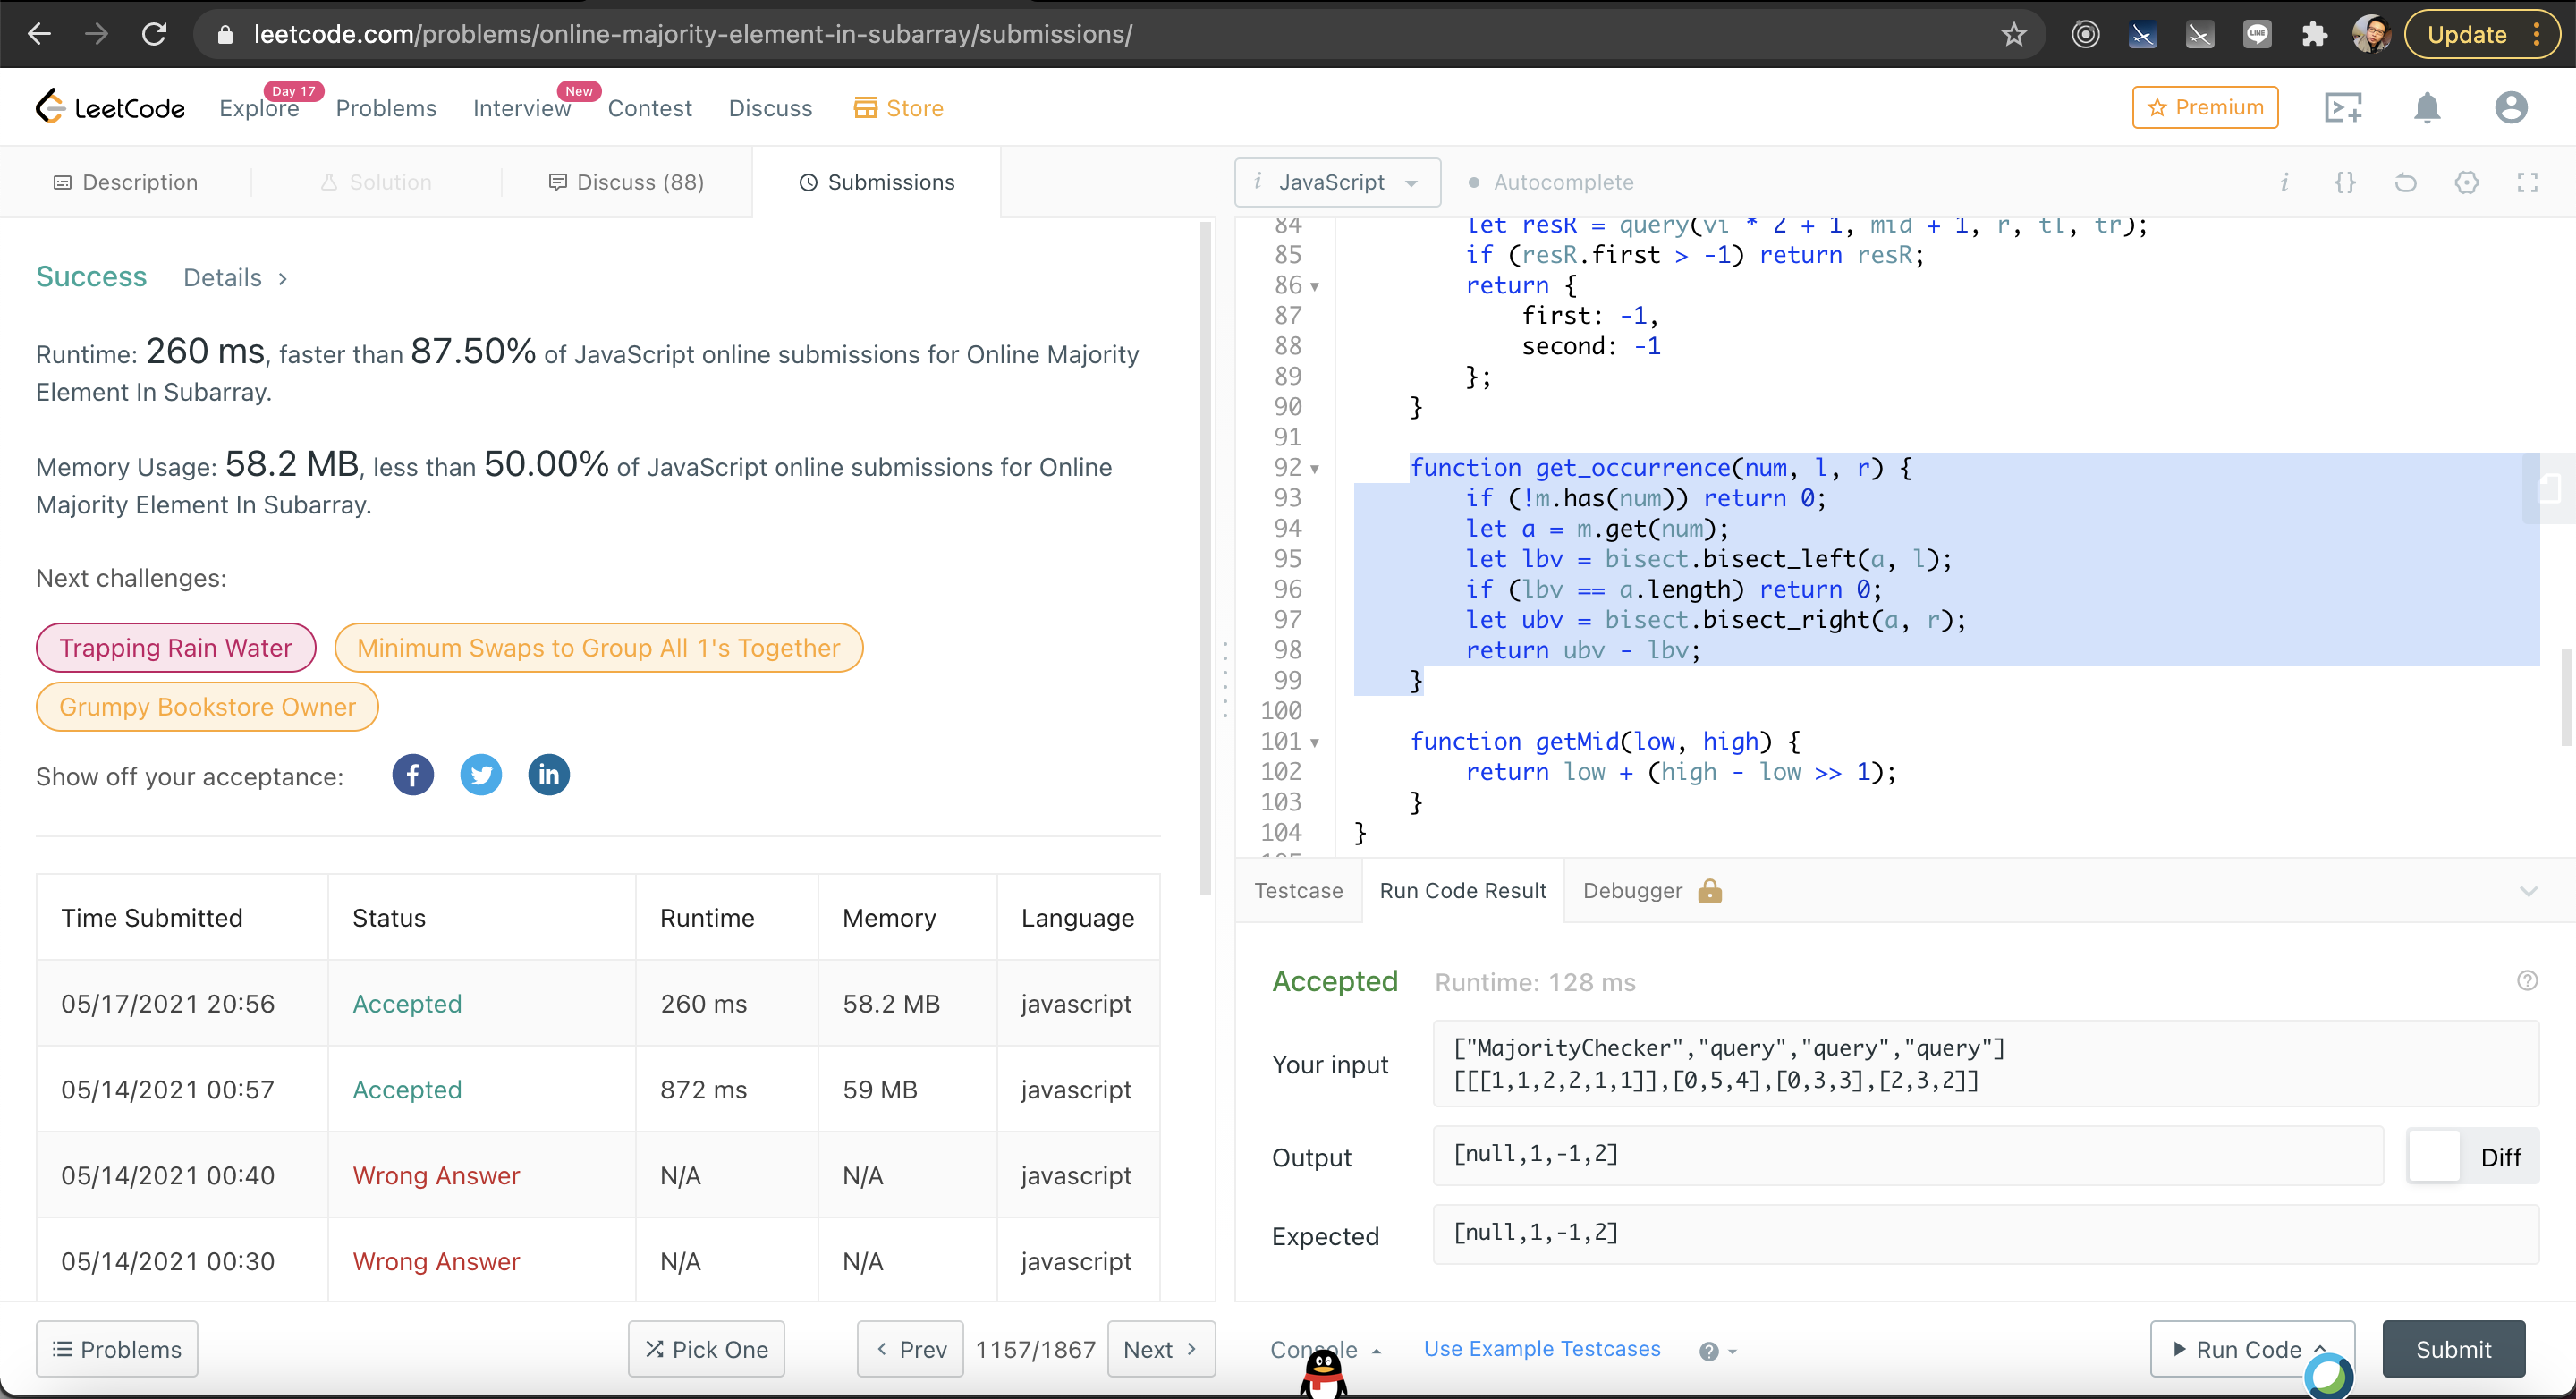 leetcode.com/problems/online-majority-element-in-subarray/submissions/
LINE
Update
LeetCode
Explore
Day 17
Problems
Interview
New
Contest
Discuss
Store
Premium
Description
Solution
Discuss (88)
Submissions
Success
Details
Runtime: 260 ms, faster than 87.50% of JavaScript online submissions for Online Majority
Element In Subarray.
Memory Usage: 58.2 MB, less than 50.00% of JavaScript online submissions for Online
Majority Element In Subarray.
Next challenges:
Trapping Rain Water
Minimum Swaps to Group All 1's Together
Grumpy Bookstore Owner
Show off your acceptance:
Time Submitted Status Runtime Memory Language
05/17/2021 20:56 Accepted 260 ms 58.2 MB javascript
05/14/2021 00:57 Accepted 872 ms 59 MB javascript
05/14/2021 00:40 Wrong Answer N/A N/A javascript
05/14/2021 00:30 Wrong Answer N/A N/A javascript
Problems
Pick One
Prev
1157/1867
Next
i JavaScript
Autocomplete
i {}
84 let resR = query(vi * 2 + 1, mid + 1, r, tl, tr);
85 if (resR.first > -1) return resR;
86 return {
87 first: -1,
88 second: -1
89 };
90 }
91
92 function get_occurrence(num, l, r) {
93 if (!m.has(num)) return 0;
94 let a = m.get(num);
95 let lbv = bisect.bisect_left(a, l);
96 if (lbv == a.length) return 0;
97 let ubv = bisect.bisect_right(a, r);
98 return ubv - lbv;
99 }
100
101 function getMid(low, high) {
102 return low + (high - low >> 1);
103 }
104 }
105
Testcase
Run Code Result
Debugger
Accepted
Runtime: 128 ms
Your input
["MajorityChecker","query","query","query"]
[[[1,1,2,2,1,1]],[0,5,4],[0,3,3],[2,3,2]]
Output
[null,1,-1,2]
Diff
Expected
[null,1,-1,2]
Console
Use Example Testcases
Run Code
Submit